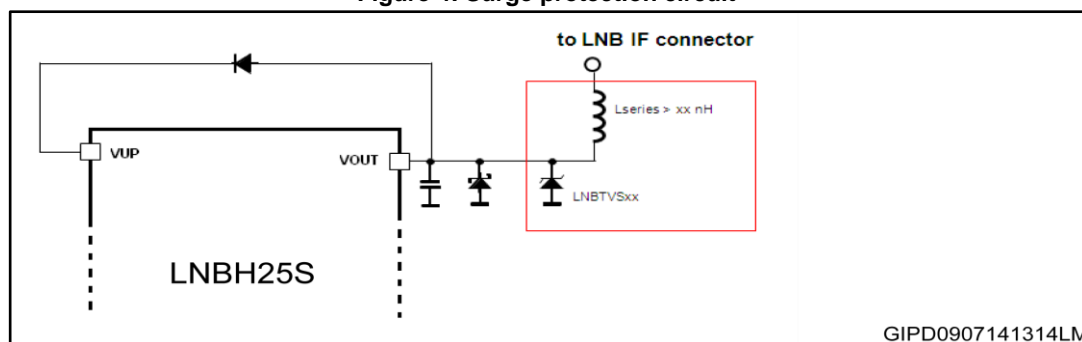 Figure 4. Surge protection circuit
to LNB IF connector
Lseries > xx nH
VUP
VOUT
LNBTVSxx
LNBH25S
GIPD0907141314LM